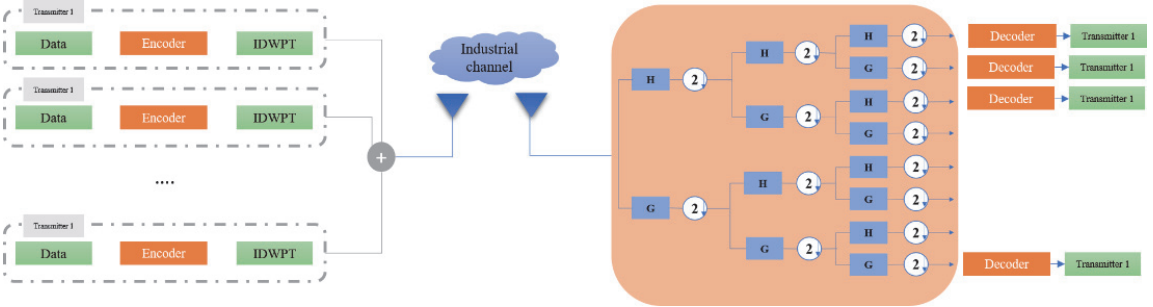 Transmitter 1
Data Encoder IDWPT
Transmitter 1
Data Encoder IDWPT
....
Transmitter 1
Data Encoder IDWPT
+
Industrial
channel
H 2
G 2
H 2
G 2
H 2
G 2
H 2
G 2
H 2
G 2
H 2
G 2
H 2
G 2
Decoder Transmitter 1
Decoder Transmitter 1
Decoder Transmitter 1
Decoder Transmitter 1